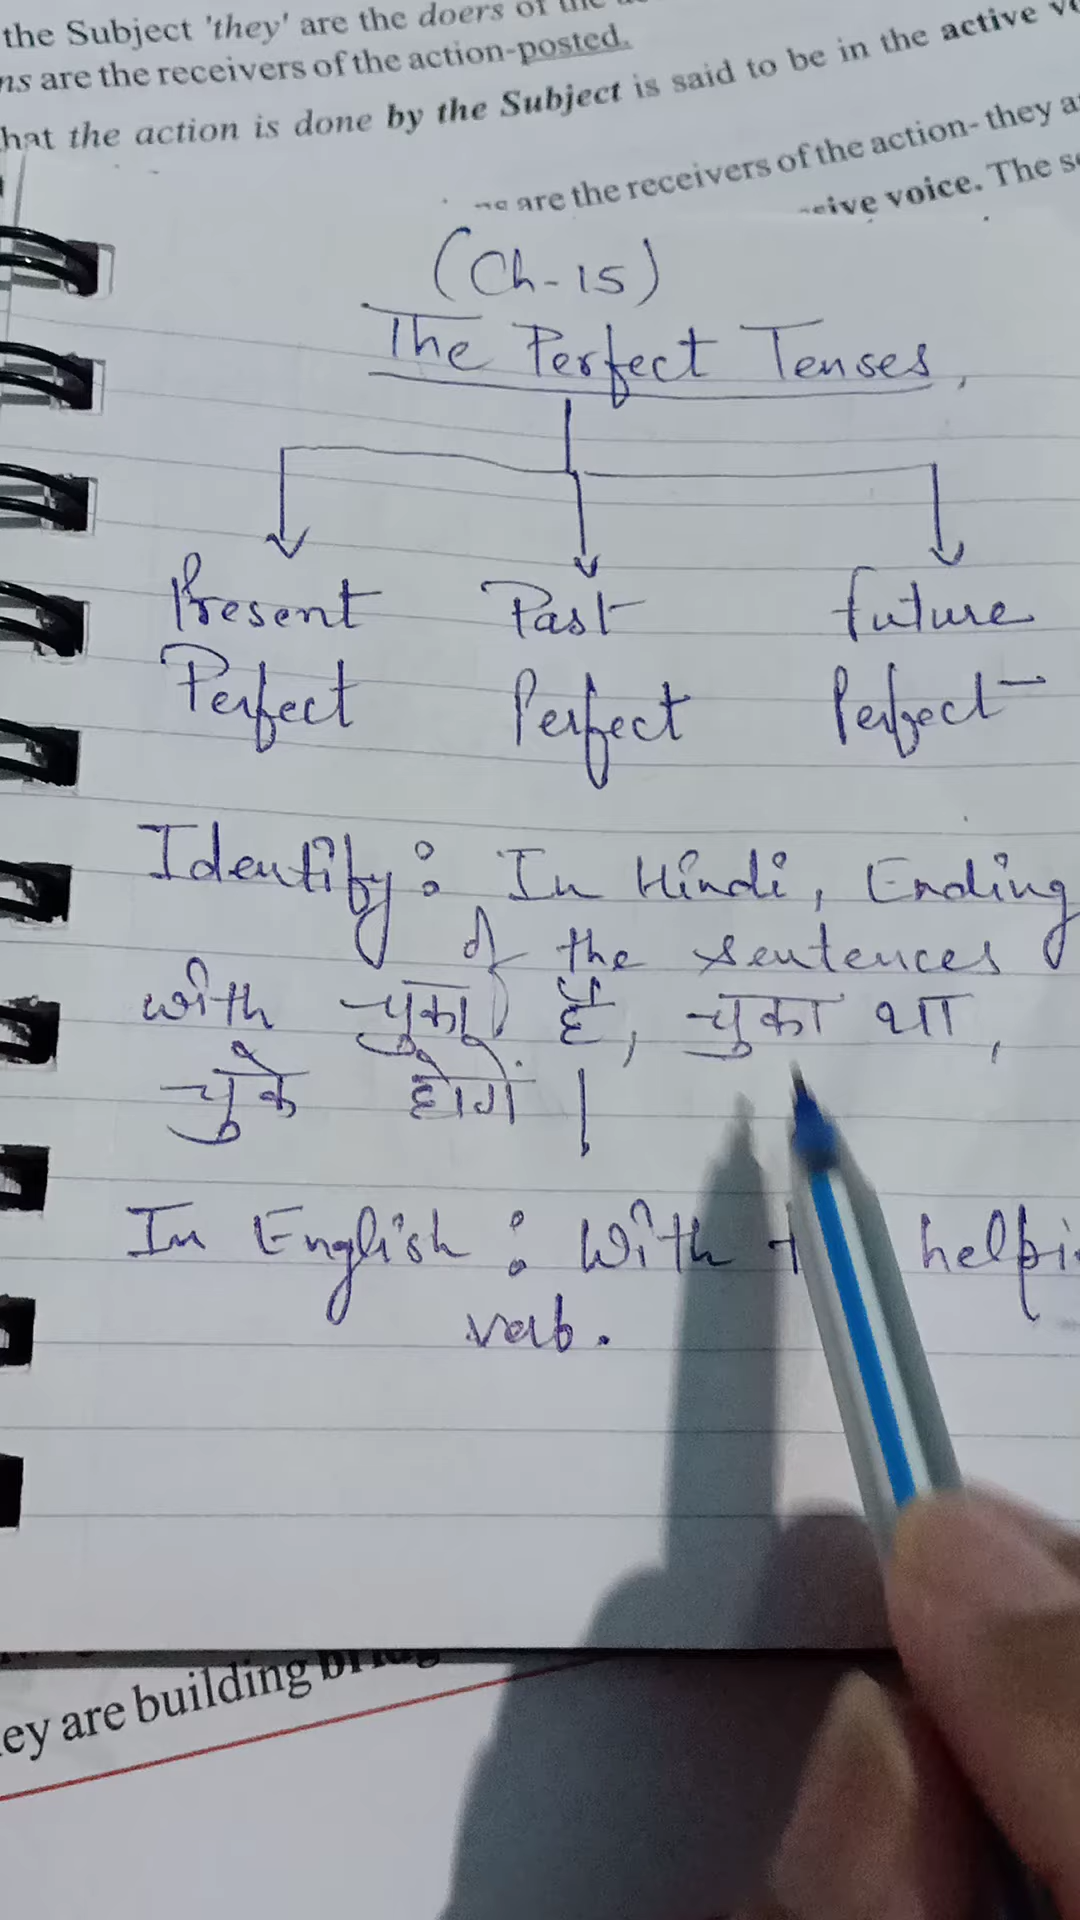 the Subject 'they' are the doers of the
ns are the receivers of the action-posted.
hat the action is done by the Subject is said to be in the active
are the receivers of the action- they
voice. The
(Ch-15)
The Perfect Tenses,
Present Past Future
Perfect Perfect Perfect
Identify: In Hindi, Ending
of the sentences
with चुका है, चुका था,
चुके होगें।
In English: With helpi
verb.
ey are building